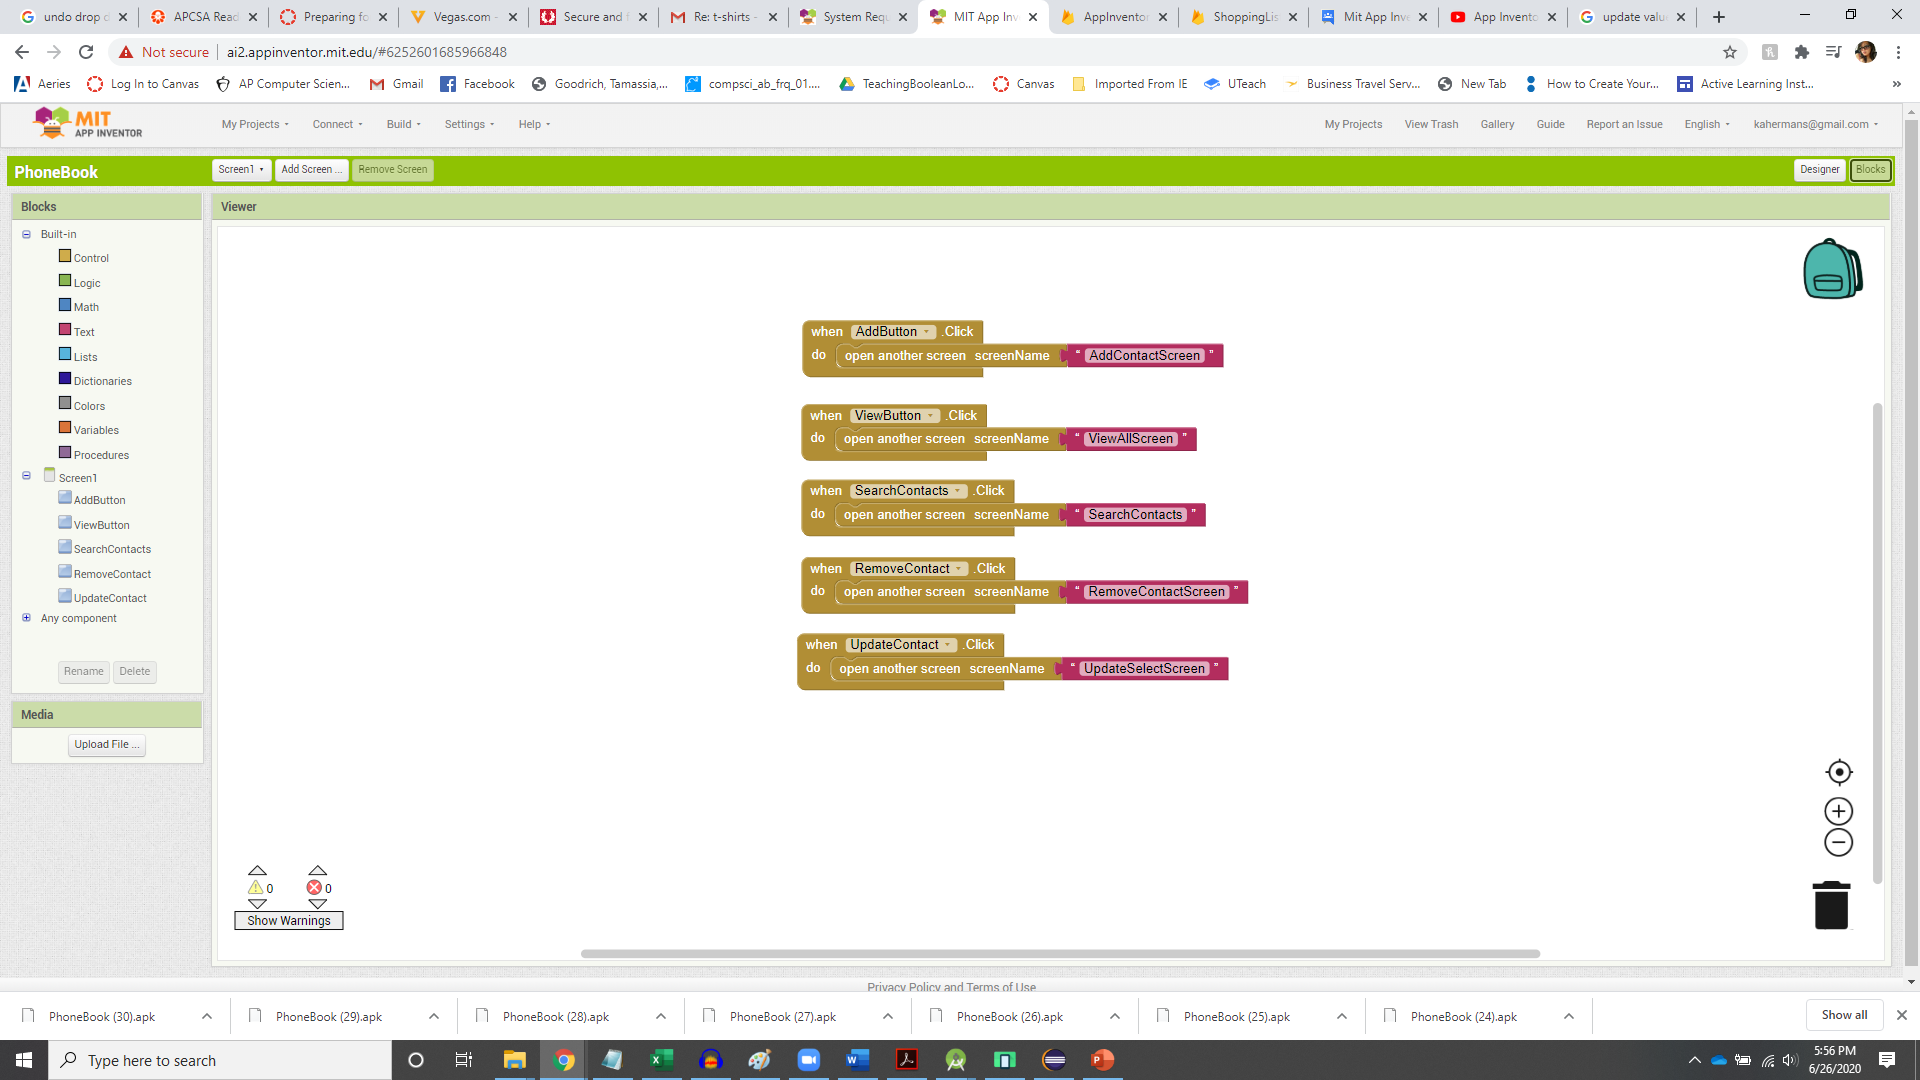 undo drop d
APCSA Read
Preparing fo
Vegas.com -
Secure and f
Re: t-shirts -
System Requ
MIT App Inv
AppInventor
ShoppingLis
Mit App Inve
App Invento
update valu
Not secure
ai2.appinventor.mit.edu/#6252601685966848
Aeries
Log In to Canvas
AP Computer Scien...
Gmail
Facebook
Goodrich, Tamassia,...
compsci_ab_frq_01....
TeachingBooleanLo...
Canvas
Imported From IE
UTeach
Business Travel Serv...
New Tab
How to Create Your...
Active Learning Inst...
»
MIT
APP INVENTOR
My Projects
Connect
Build
Settings
Help
My Projects
View Trash
Gallery
Guide
Report an Issue
English
kahermans@gmail.com
PhoneBook
Screen1
Add Screen ...
Remove Screen
Designer
Blocks
Blocks
Built-in
Control
Logic
Math
Text
Lists
Dictionaries
Colors
Variables
Procedures
Screen1
AddButton
ViewButton
SearchContacts
RemoveContact
UpdateContact
Any component
Rename
Delete
Media
Upload File ...
Viewer
when AddButton .Click
do open another screen screenName " AddContactScreen "
when ViewButton .Click
do open another screen screenName " ViewAllScreen "
when SearchContacts .Click
do open another screen screenName " SearchContacts "
when RemoveContact .Click
do open another screen screenName " RemoveContactScreen "
when UpdateContact .Click
do open another screen screenName " UpdateSelectScreen "
0
0
Show Warnings
Privacy Policy and Terms of Use
PhoneBook (30).apk
PhoneBook (29).apk
PhoneBook (28).apk
PhoneBook (27).apk
PhoneBook (26).apk
PhoneBook (25).apk
PhoneBook (24).apk
Show all
Type here to search
5:56 PM
6/26/2020